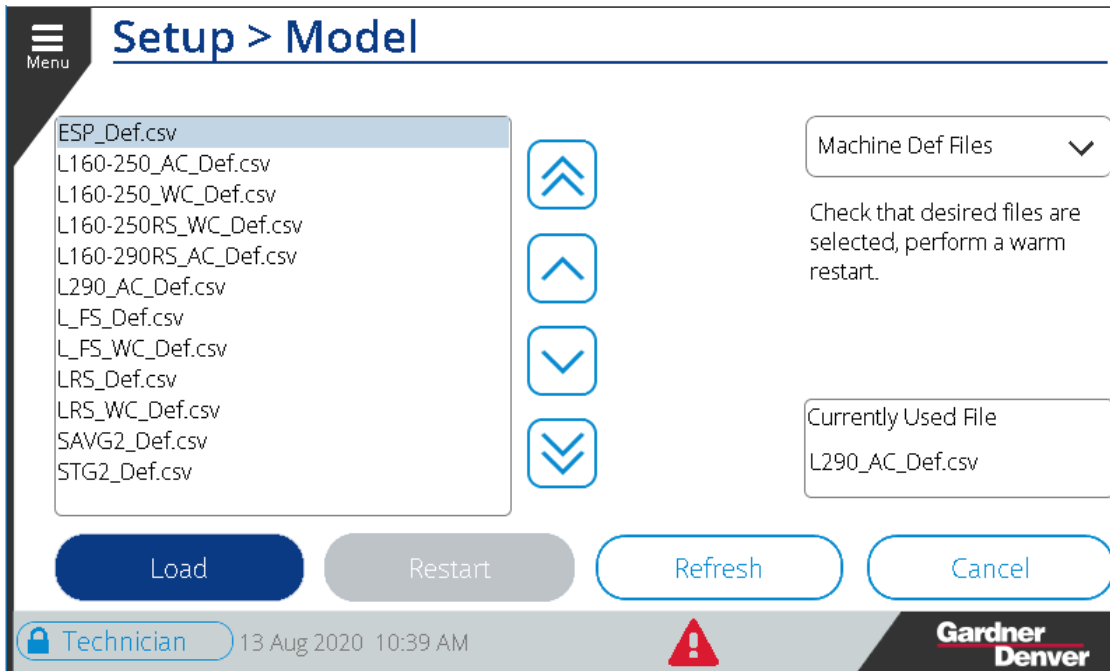 Menu
Setup > Model
ESP_Def.csv
L160-250_AC_Def.csv
L160-250_WC_Def.csv
L160-250RS_WC_Def.csv
L160-290RS_AC_Def.csv
L290_AC_Def.csv
L_FS_Def.csv
L_FS_WC_Def.csv
LRS_Def.csv
LRS_WC_Def.csv
SAVG2_Def.csv
STG2_Def.csv
Machine Def Files
Check that desired files are
selected, perform a warm
restart.
Currently Used File
L290_AC_Def.csv
Load
Restart
Refresh
Cancel
Technician
13 Aug 2020 10:39 AM
Gardner
Denver